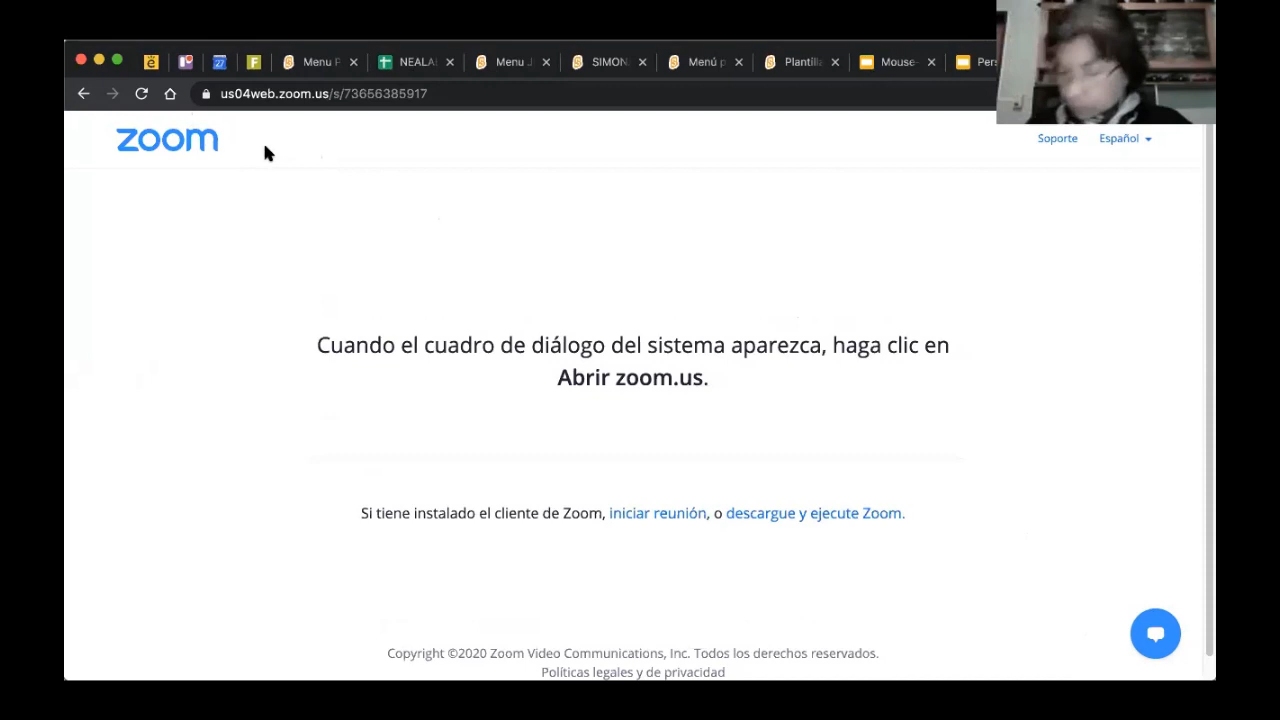 27
F
Menu P
NEALA
Menu J
SIMON
Menú p
Plantilla
Mouse-
Pers
us04web.zoom.us/s/73656385917
zoom
Soporte
Español
Cuando el cuadro de diálogo del sistema aparezca, haga clic en
Abrir zoom.us.
Si tiene instalado el cliente de Zoom, iniciar reunión, o descargue y ejecute Zoom.
Copyright ©2020 Zoom Video Communications, Inc. Todos los derechos reservados.
Políticas legales y de privacidad